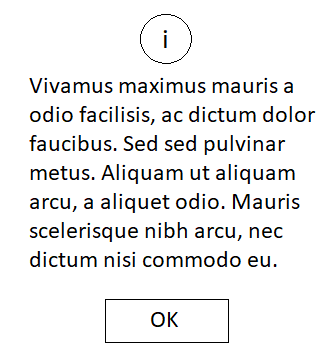 i
Vivamus maximus mauris a
odio facilisis, ac dictum dolor
faucibus. Sed sed pulvinar
metus. Aliquam ut aliquam
arcu, a aliquet odio. Mauris
scelerisque nibh arcu, nec
dictum nisi commodo eu.
OK